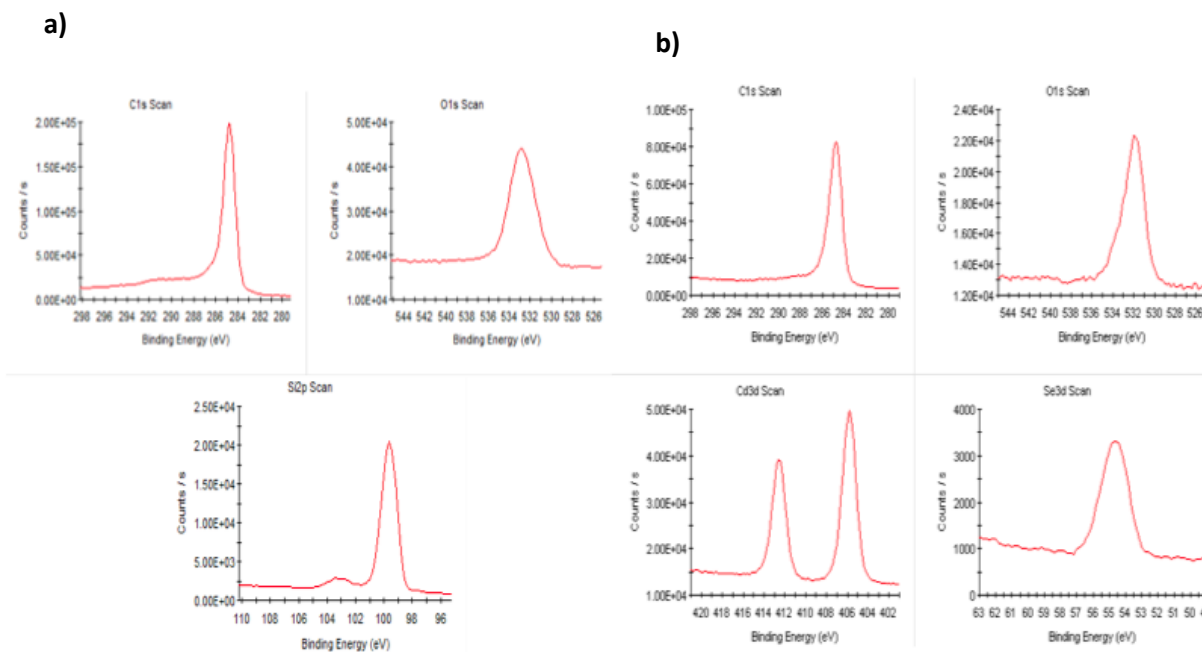 a)
b)
C1s Scan
2.00E+05
1.50E+05
1.00E+05
5.00E+04
0.00E+00
Counts / s
298 296 294 292 290 288 286 284 282 280
Binding Energy (eV)
O1s Scan
5.00E+04
4.00E+04
3.00E+04
2.00E+04
1.00E+04
Counts / s
544 542 540 538 536 534 532 530 528 526
Binding Energy (eV)
C1s Scan
1.00E+05
8.00E+04
6.00E+04
4.00E+04
2.00E+04
0.00E+00
Counts / s
298 296 294 292 290 288 286 284 282 280
Binding Energy (eV)
O1s Scan
2.40E+04
2.20E+04
2.00E+04
1.80E+04
1.60E+04
1.40E+04
1.20E+04
Counts / s
544 542 540 538 536 534 532 530 528 526
Binding Energy (eV)
Si2p Scan
2.50E+04
2.00E+04
1.50E+04
1.00E+04
5.00E+03
0.00E+00
Counts / s
110 108 106 104 102 100 98 96
Binding Energy (eV)
Cd3d Scan
5.00E+04
4.00E+04
3.00E+04
2.00E+04
1.00E+04
Counts / s
420 418 416 414 412 410 408 406 404 402
Binding Energy (eV)
Se3d Scan
4000
3000
2000
1000
0
Counts / s
63 62 61 60 59 58 57 56 55 54 53 52 51 50
Binding Energy (eV)